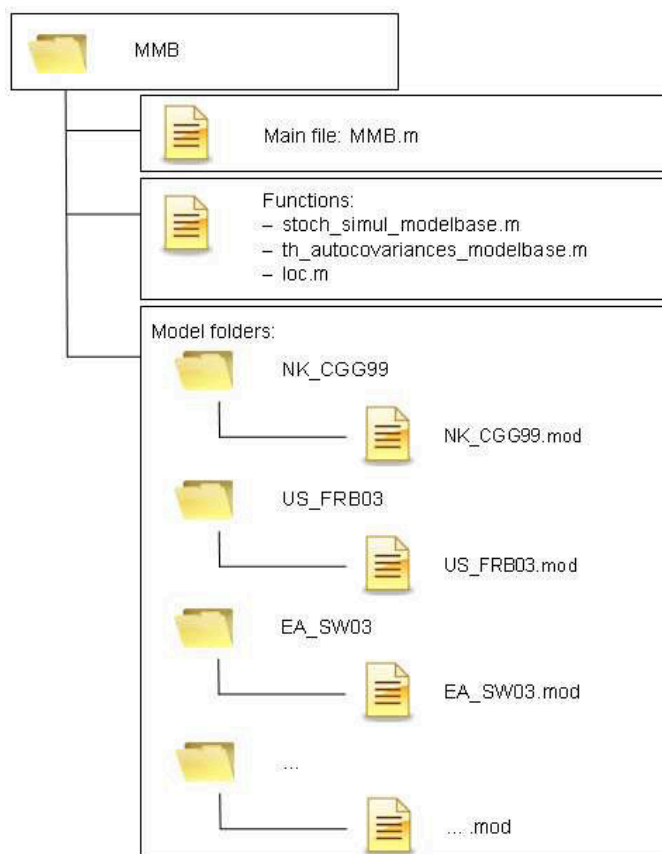 MMB
Main file: MMB.m
Functions:
– stoch_simul_modelbase.m
– th_autocovariances_modelbase.m
– loc.m
Model folders:
NK_CGG99
NK_CGG99.mod
US_FRB03
US_FRB03.mod
EA_SW03
EA_SW03.mod
...
... .mod